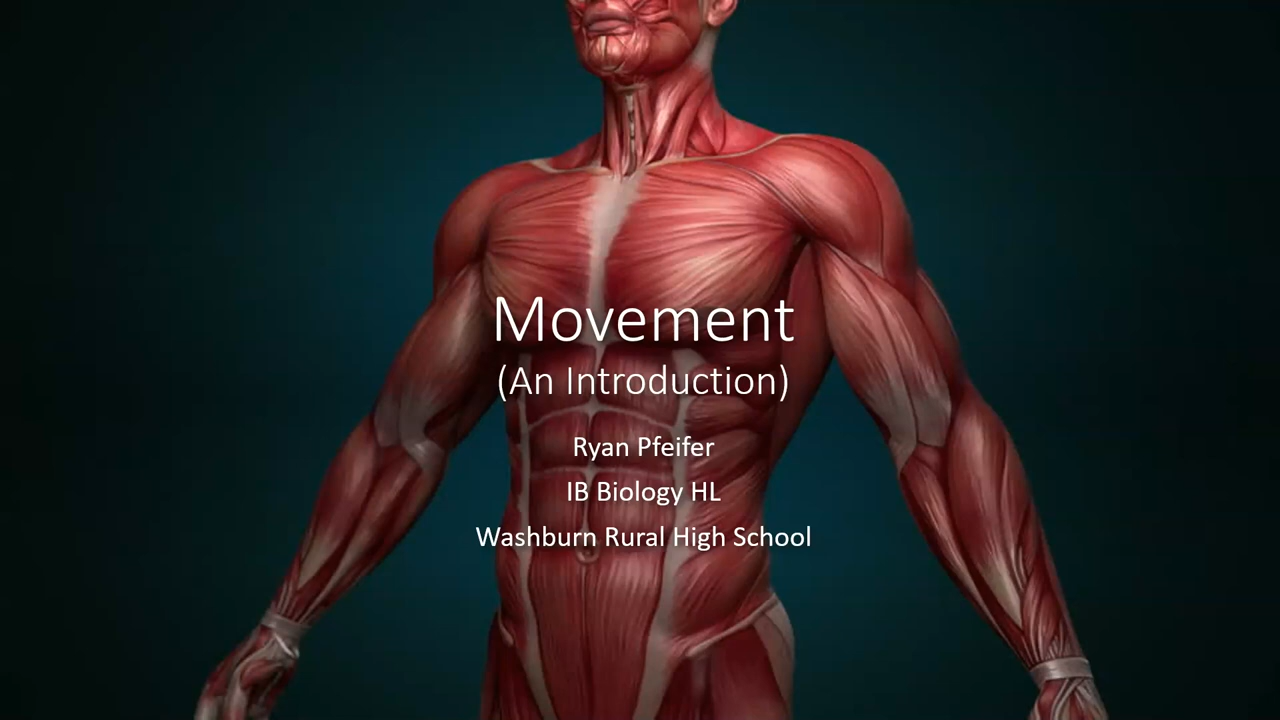 Movement
(An Introduction)
Ryan Pfeifer
IB Biology HL
Washburn Rural High School